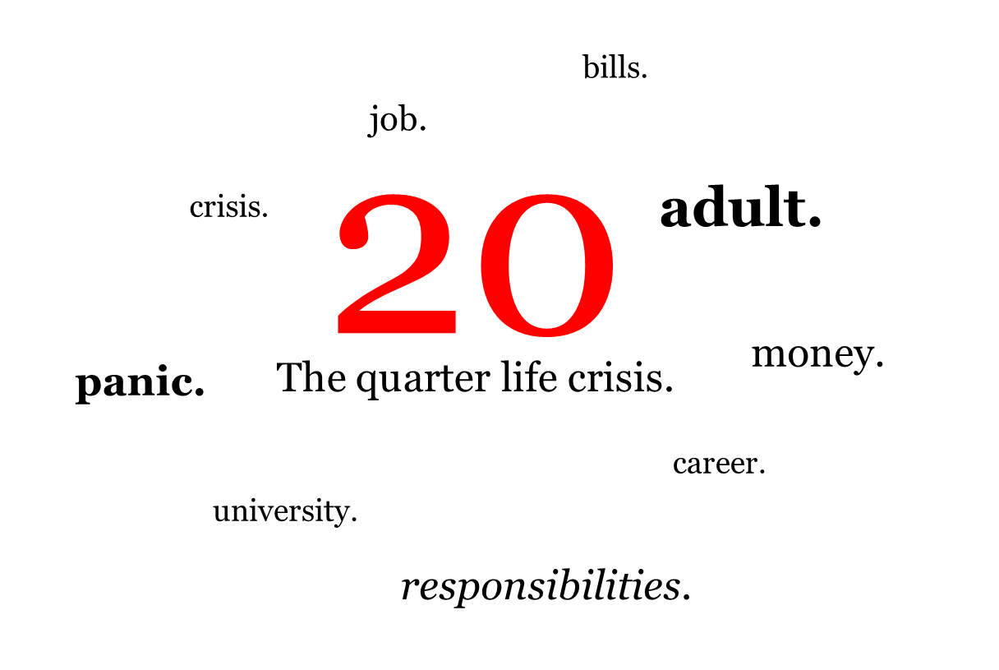 bills.
job.
crisis.
adult.
20
money.
panic.
The quarter life crisis.
career.
university.
responsibilities.